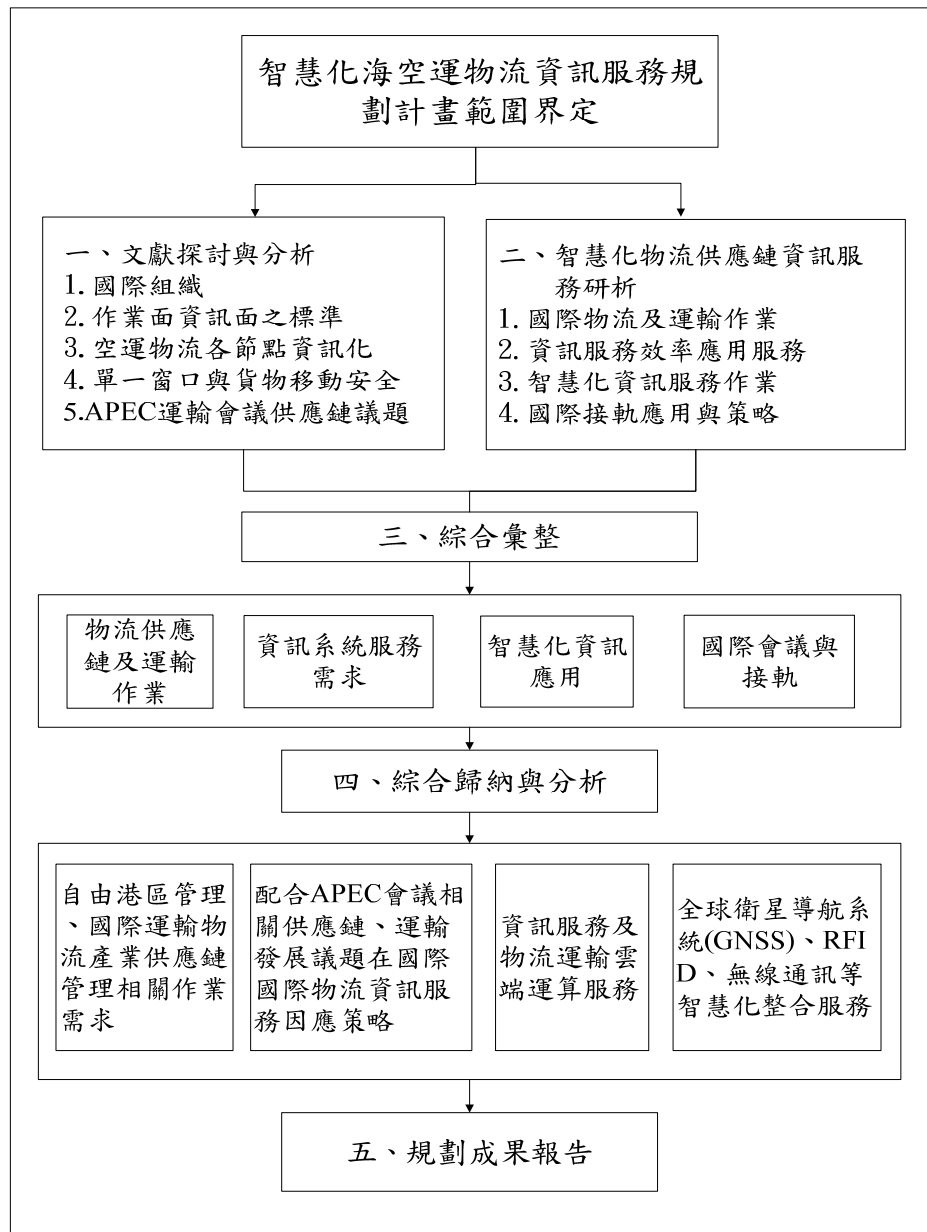 智慧化海空運物流資訊服務規
劃計畫範圍界定
一、文獻探討與分析
1. 國際組織
2. 作業面資訊面之標準
3. 空運物流各節點資訊化
4. 單一窗口與貨物移動安全
5.APEC運輸會議供應鏈議題
二、智慧化物流供應鏈資訊服
務研析
1. 國際物流及運輸作業
2. 資訊服務效率應用服務
3. 智慧化資訊服務作業
4. 國際接軌應用與策略
三、綜合彙整
物流供應
鏈及運輸
作業
資訊系統服務
需求
智慧化資訊
應用
國際會議與
接軌
四、綜合歸納與分析
自由港區管理
、國際運輸物
流產業供應鏈
管理相關作業
需求
配合APEC會議相
關供應鏈、運輸
發展議題在國際
國際物流資訊服
務因應策略
資訊服務及
物流運輸雲
端運算服務
全球衛星導航系
統(GNSS)、RFI
D、無線通訊等
智慧化整合服務
五、規劃成果報告